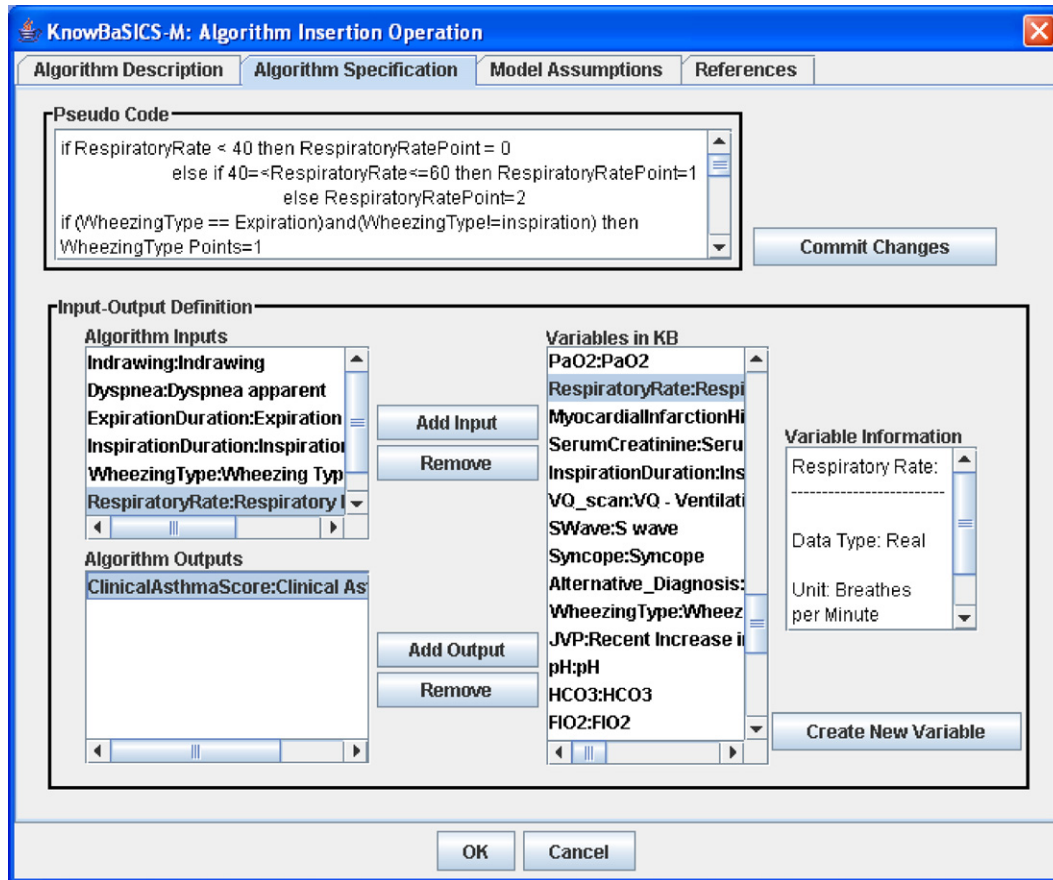 KnowBaSICS-M: Algorithm Insertion Operation
Algorithm Description
Algorithm Specification
Model Assumptions
References
Pseudo Code
if RespiratoryRate < 40 then RespiratoryRatePoint = 0
else if 40=<RespiratoryRate<=60 then RespiratoryRatePoint=1
else RespiratoryRatePoint=2
if (WheezingType == Expiration)and(WheezingType!=inspiration) then
WheezingType Points=1
Commit Changes
Input-Output Definition
Algorithm Inputs
Indrawing:Indrawing
Dyspnea:Dyspnea apparent
ExpirationDuration:Expiration
InspirationDuration:Inspiration
WheezingType:Wheezing Typ
RespiratoryRate:Respiratory
Add Input
Remove
Algorithm Outputs
ClinicalAsthmaScore:Clinical As
Add Output
Remove
Variables in KB
PaO2:PaO2
RespiratoryRate:Respi
MyocardialInfarctionHi
SerumCreatinine:Seru
InspirationDuration:Ins
VQ_scan:VQ - Ventilati
SWave:S wave
Syncope:Syncope
Alternative_Diagnosis:
WheezingType:Wheez
JVP:Recent Increase i
pH:pH
HCO3:HCO3
FIO2:FIO2
Variable Information
Respiratory Rate:
------------------------
Data Type: Real
Unit: Breathes
per Minute
Create New Variable
OK
Cancel